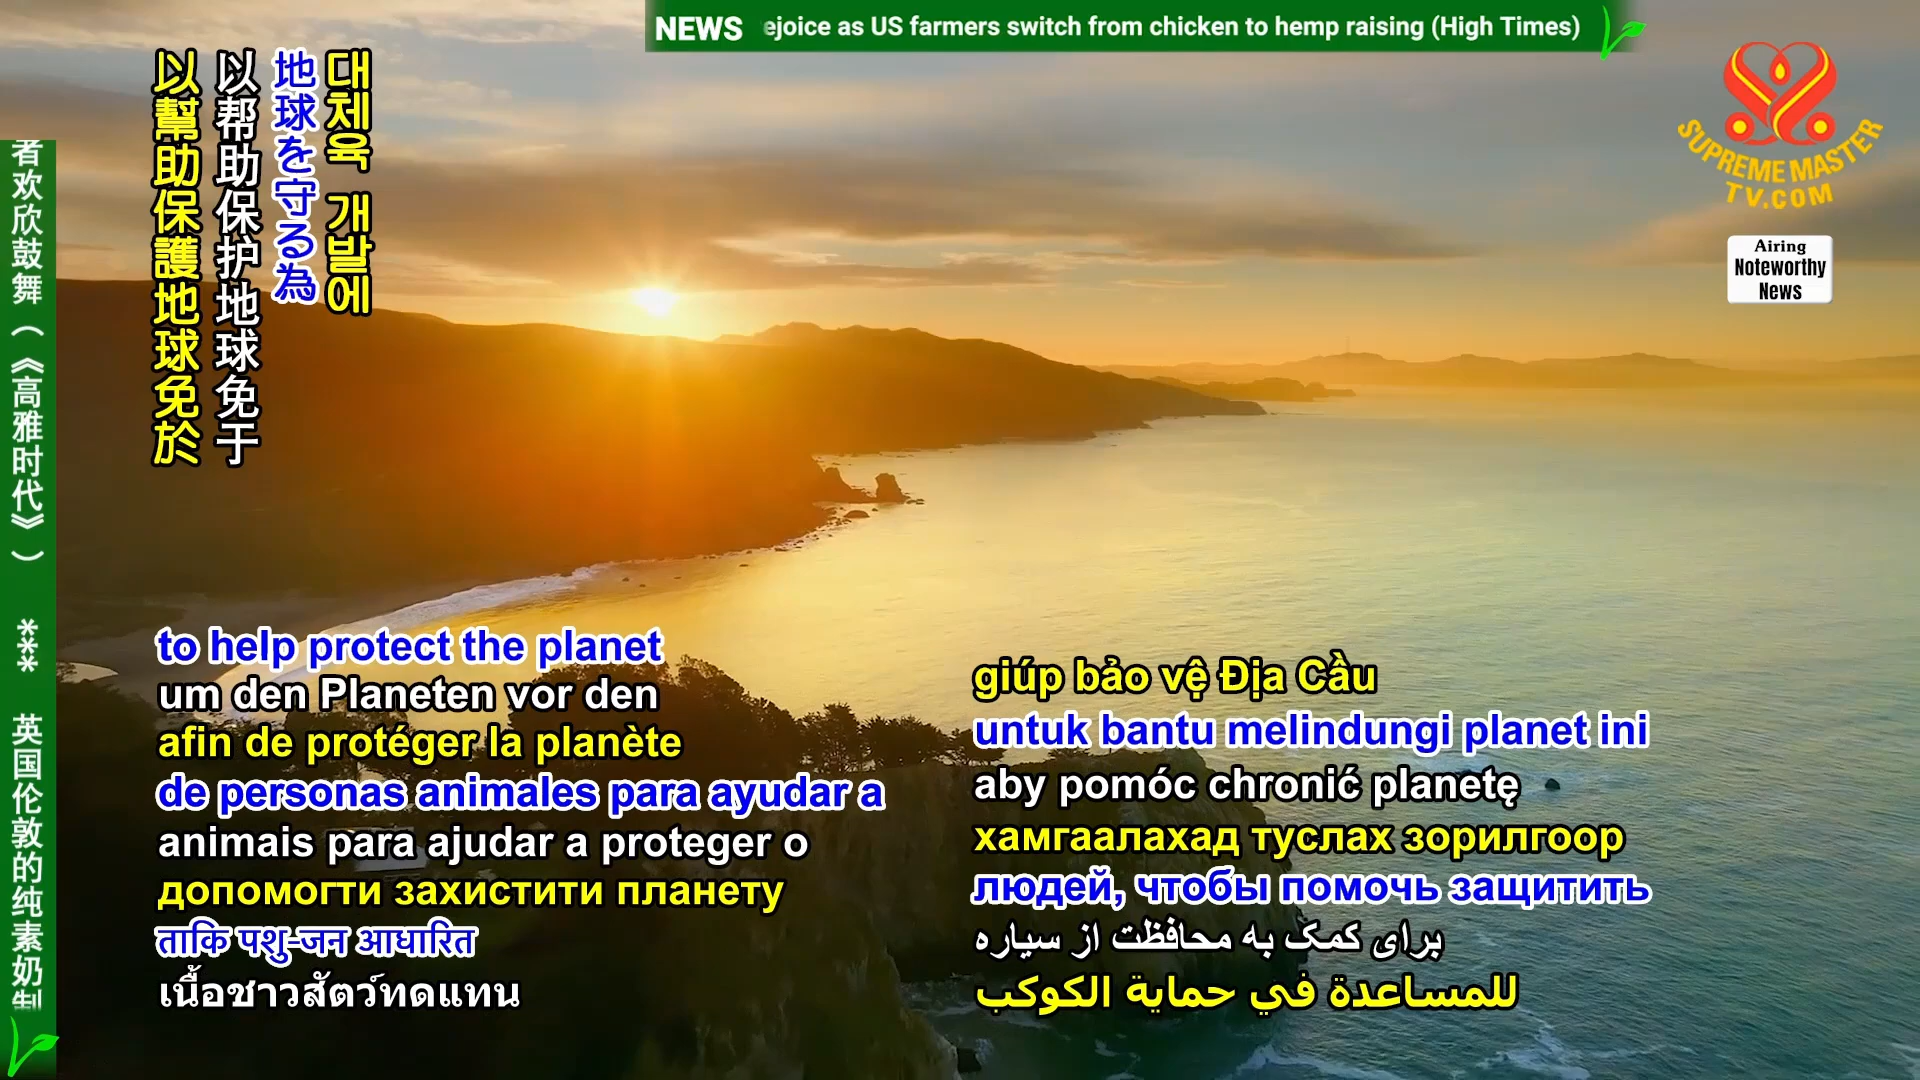 NEWS
ejoice as US farmers switch from chicken to hemp raising (High Times)
SUPREME MASTER
TV.COM
Airing
Noteworthy
News
대체육 개발에
地球を守る為
以帮助保护地球免于
以幫助保護地球免於
者欢欣鼓舞（《高雅时代》） *** 英国伦敦的纯素奶制
to help protect the planet
um den Planeten vor den
afin de protéger la planète
de personas animales para ayudar a
animais para ajudar a proteger o
допомогти захистити планету
ताकि पशु-जन आधारित
เนื้อชาวสัตว์ทดแทน
giúp bảo vệ Địa Cầu
untuk bantu melindungi planet ini
aby pomóc chronić planetę
хамгаалахад туслах зорилгоор
людей, чтобы помочь защитить
برای کمک به محافظت از سیاره
للمساعدة في حماية الكوكب